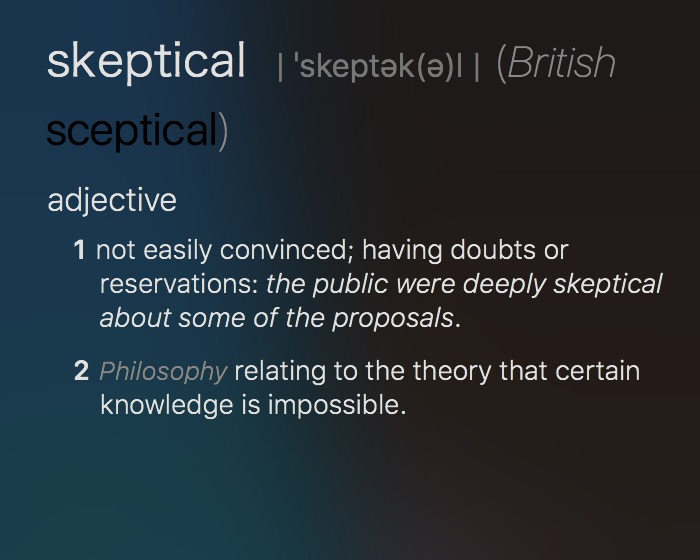 skeptical | ˈskeptək(ə)l | (British
sceptical)
adjective
1 not easily convinced; having doubts or
reservations: the public were deeply skeptical
about some of the proposals.
2 Philosophy relating to the theory that certain
knowledge is impossible.